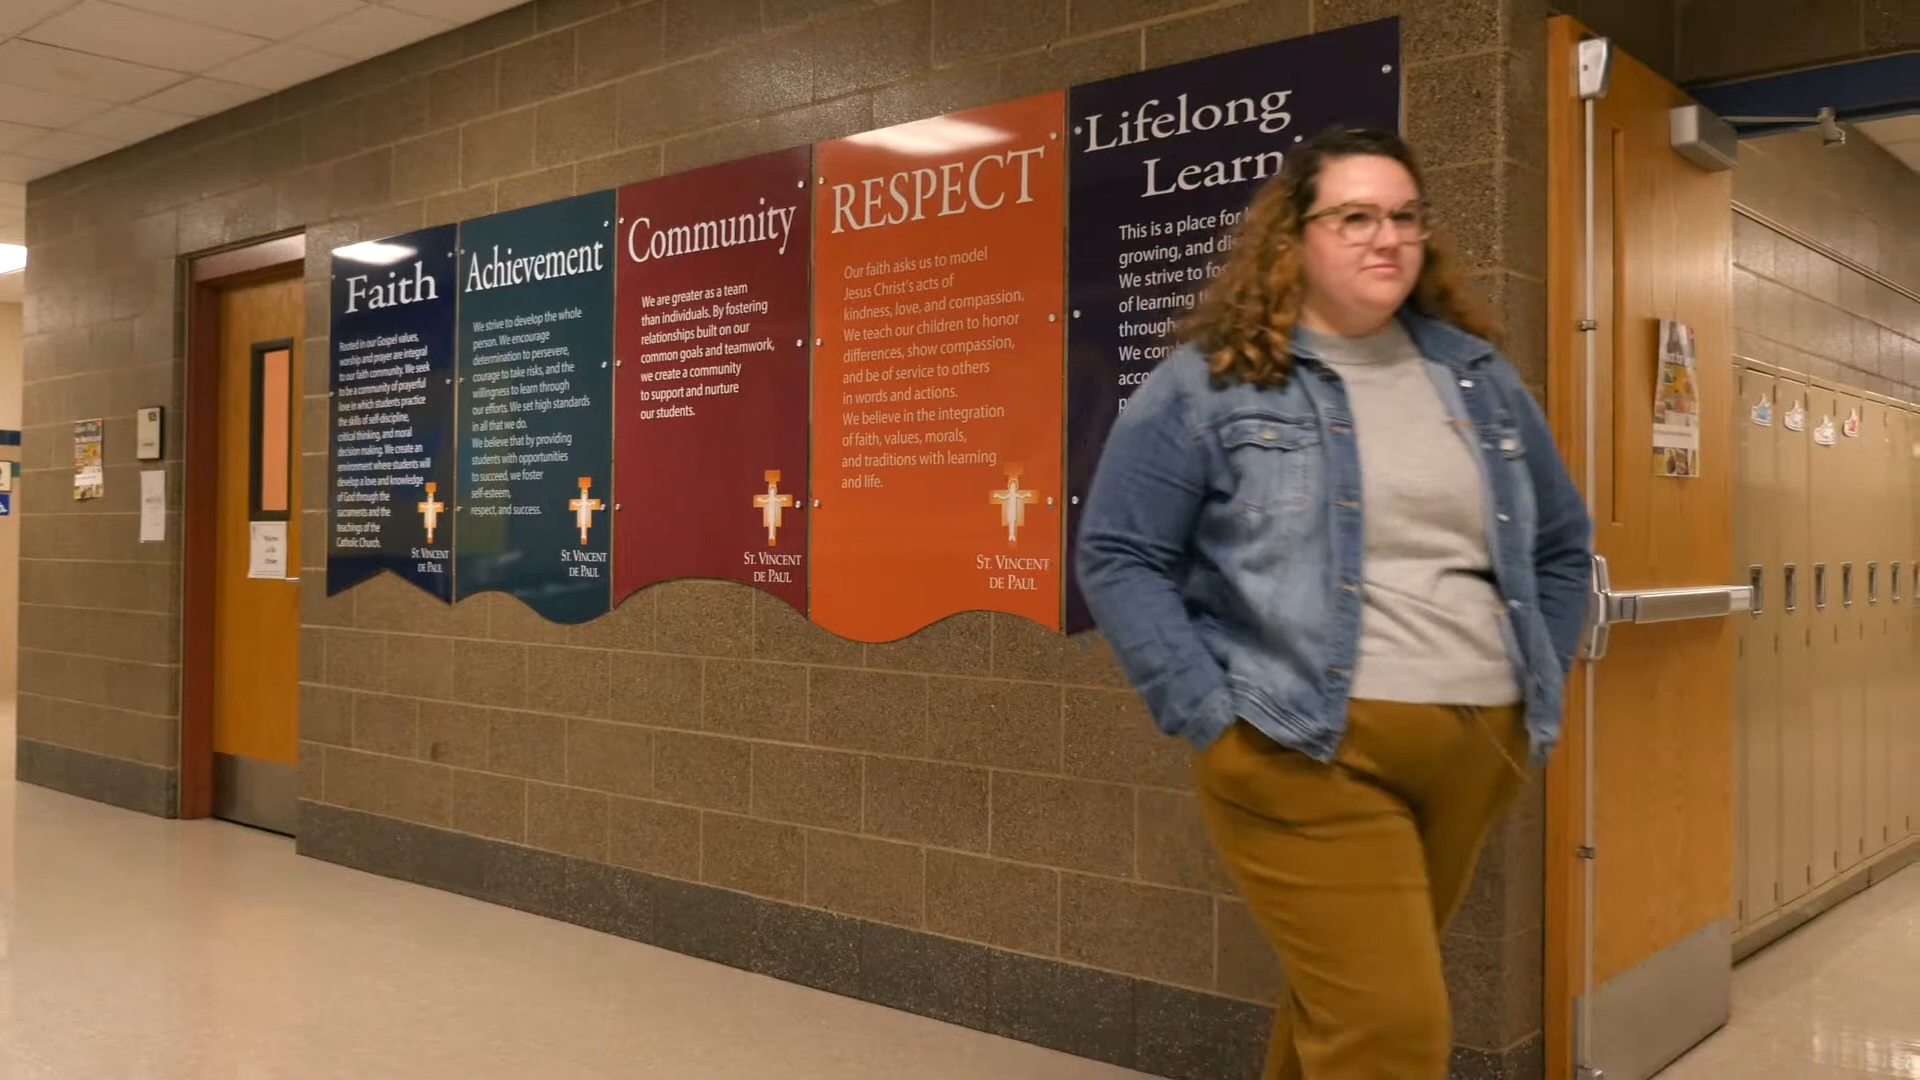 Faith
Rooted in our Gospel values,
worship and prayer are integral
to our faith community. We seek
to be a community of prayerful
love in which students practice
the skills of self-discipline,
critical thinking, and moral
decision making. We create an
environment where students will
develop a love and knowledge
of God through the
sacraments and the
teachings of the
Catholic Church.
ST. VINCENT
DE PAUL
Achievement
We strive to develop the whole
person. We encourage
determination to persevere,
courage to take risks, and the
willingness to learn through
our efforts. We set high standards
in all that we do.
We believe that by providing
students with opportunities
to succeed, we foster
self-esteem,
respect, and success.
ST. VINCENT
DE PAUL
Community
We are greater as a team
than individuals. By fostering
relationships built on our
common goals and teamwork,
we create a community
to support and nurture
our students.
ST. VINCENT
DE PAUL
RESPECT
Our faith asks us to model
Jesus Christ's acts of
kindness, love, and compassion.
We teach our children to honor
differences, show compassion,
and be of service to others
in words and actions.
We believe in the integration
of faith, values, morals,
and traditions with learning
and life.
ST. VINCENT
DE PAUL
Lifelong
Learni
This is a place for
growing, and
We strive to
of learning
through
We